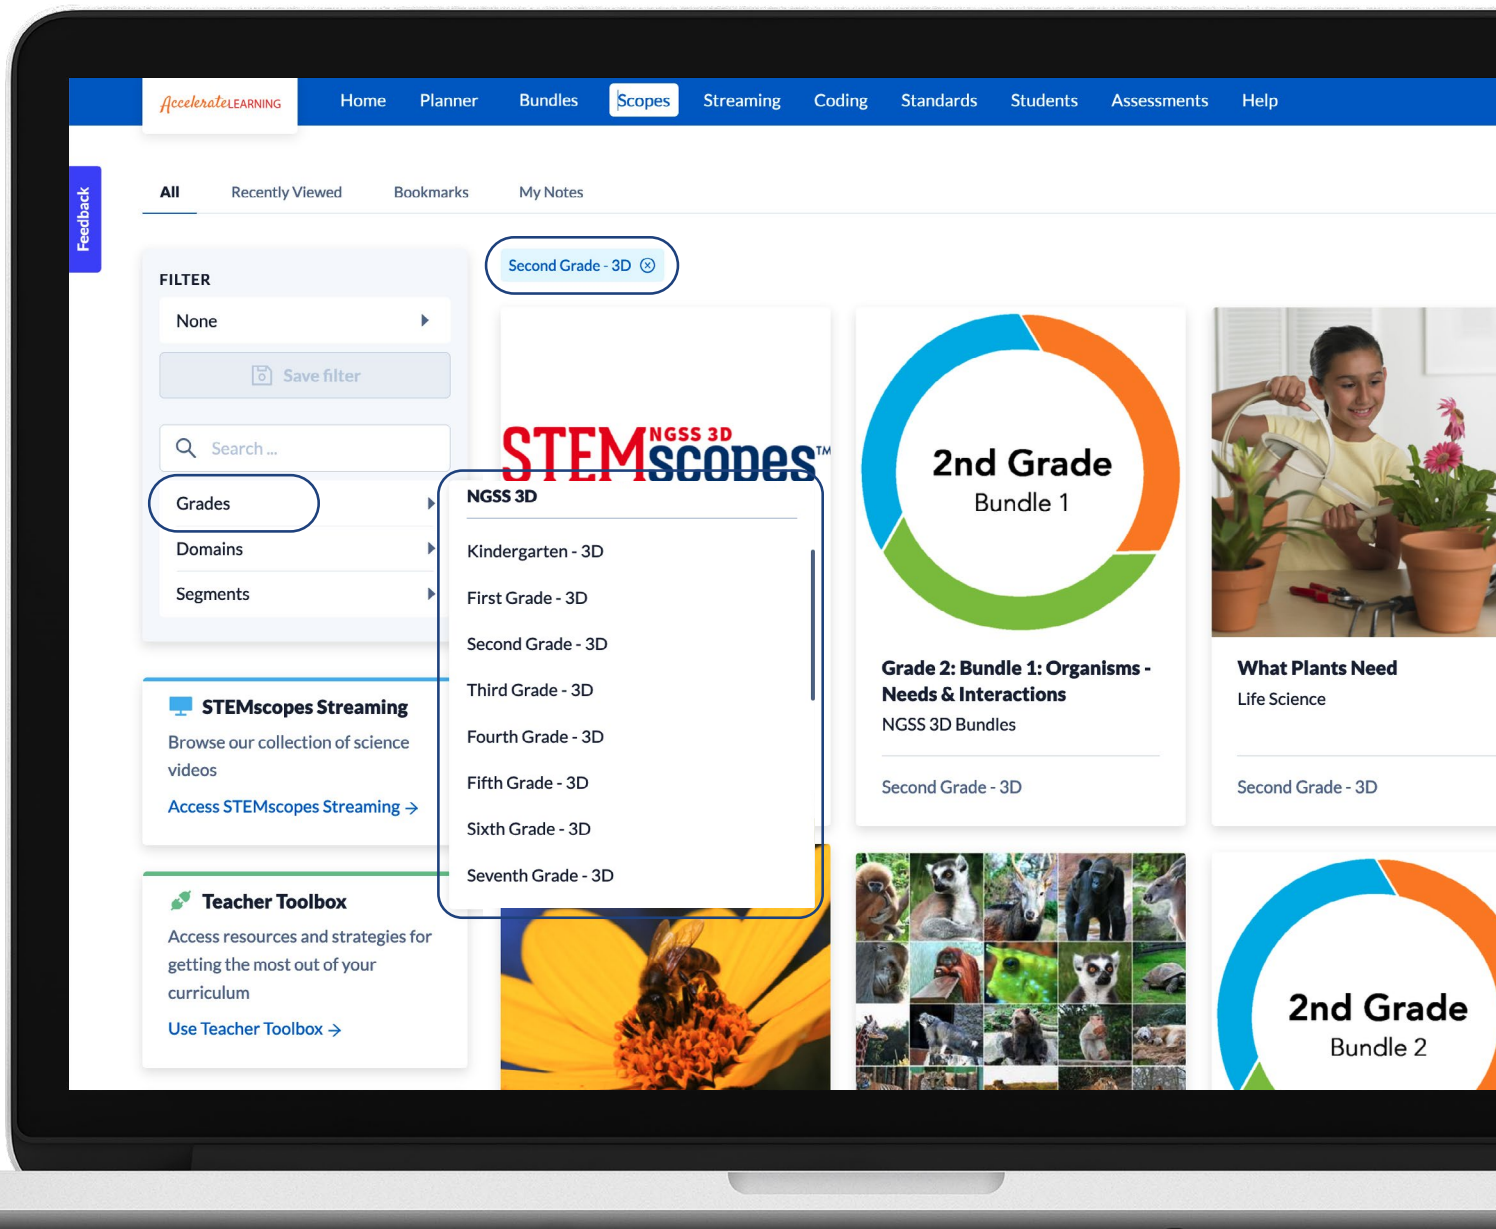 AccelerateLEARNING
Home
Planner
Bundles
Scopes
Streaming
Coding
Standards
Students
Assessments
Help
Feedback
All
Recently Viewed
Bookmarks
My Notes
FILTER
None
Save filter
Search ...
Grades
Domains
Segments
Second Grade - 3D
STEMscopes™
NGSS 3D
NGSS 3D
Kindergarten - 3D
First Grade - 3D
Second Grade - 3D
Third Grade - 3D
Fourth Grade - 3D
Fifth Grade - 3D
Sixth Grade - 3D
Seventh Grade - 3D
2nd Grade
Bundle 1
Grade 2: Bundle 1: Organisms -
Needs & Interactions
NGSS 3D Bundles
Second Grade - 3D
What Plants Need
Life Science
Second Grade - 3D
STEMscopes Streaming
Browse our collection of science
videos
Access STEMscopes Streaming →
Teacher Toolbox
Access resources and strategies for
getting the most out of your
curriculum
Use Teacher Toolbox →
2nd Grade
Bundle 2